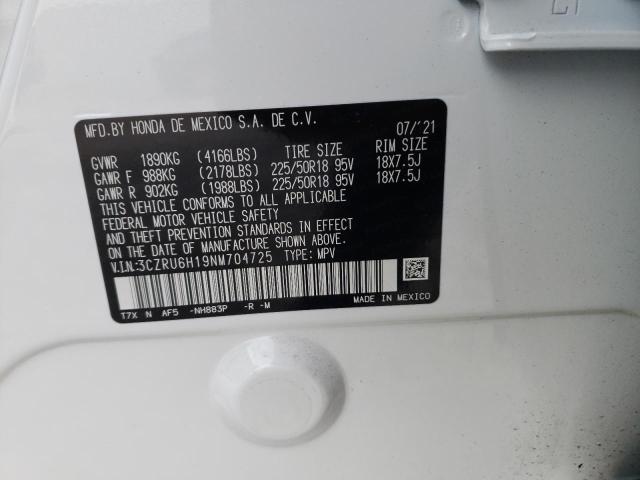 MFD.BY HONDA DE MEXICO S.A. DE C.V. 07/'21
GVWR 1890KG (4166LBS) TIRE SIZE RIM SIZE
GAWR F 988KG (2178LBS) 225/50R18 95V 18X7.5J
GAWR R 902KG (1988LBS) 225/50R18 95V 18X7.5J
THIS VEHICLE CONFORMS TO ALL APPLICABLE
FEDERAL MOTOR VEHICLE SAFETY
AND THEFT PREVENTION STANDARDS IN EFFECT
ON THE DATE OF MANUFACTURE SHOWN ABOVE.
V.I.N:3CZRU6H19NM704725 TYPE: MPV
T7X N AF5 -NH883P -R -M MADE IN MEXICO